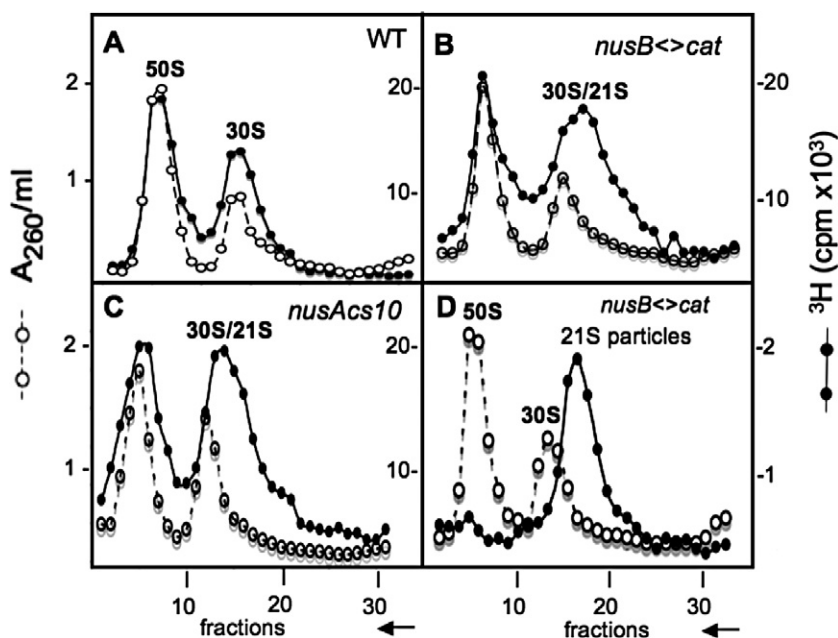 A WT
50S
30S
2
1
B nusB<>cat
30S/21S
20
10
-20
-10
C nusAcs10
30S/21S
2
1
D nusB<>cat
50S
21S particles
30S
20
10
-2
-1
A260/ml
³H (cpm x10³)
10 20 30
fractions
10 20 30
fractions